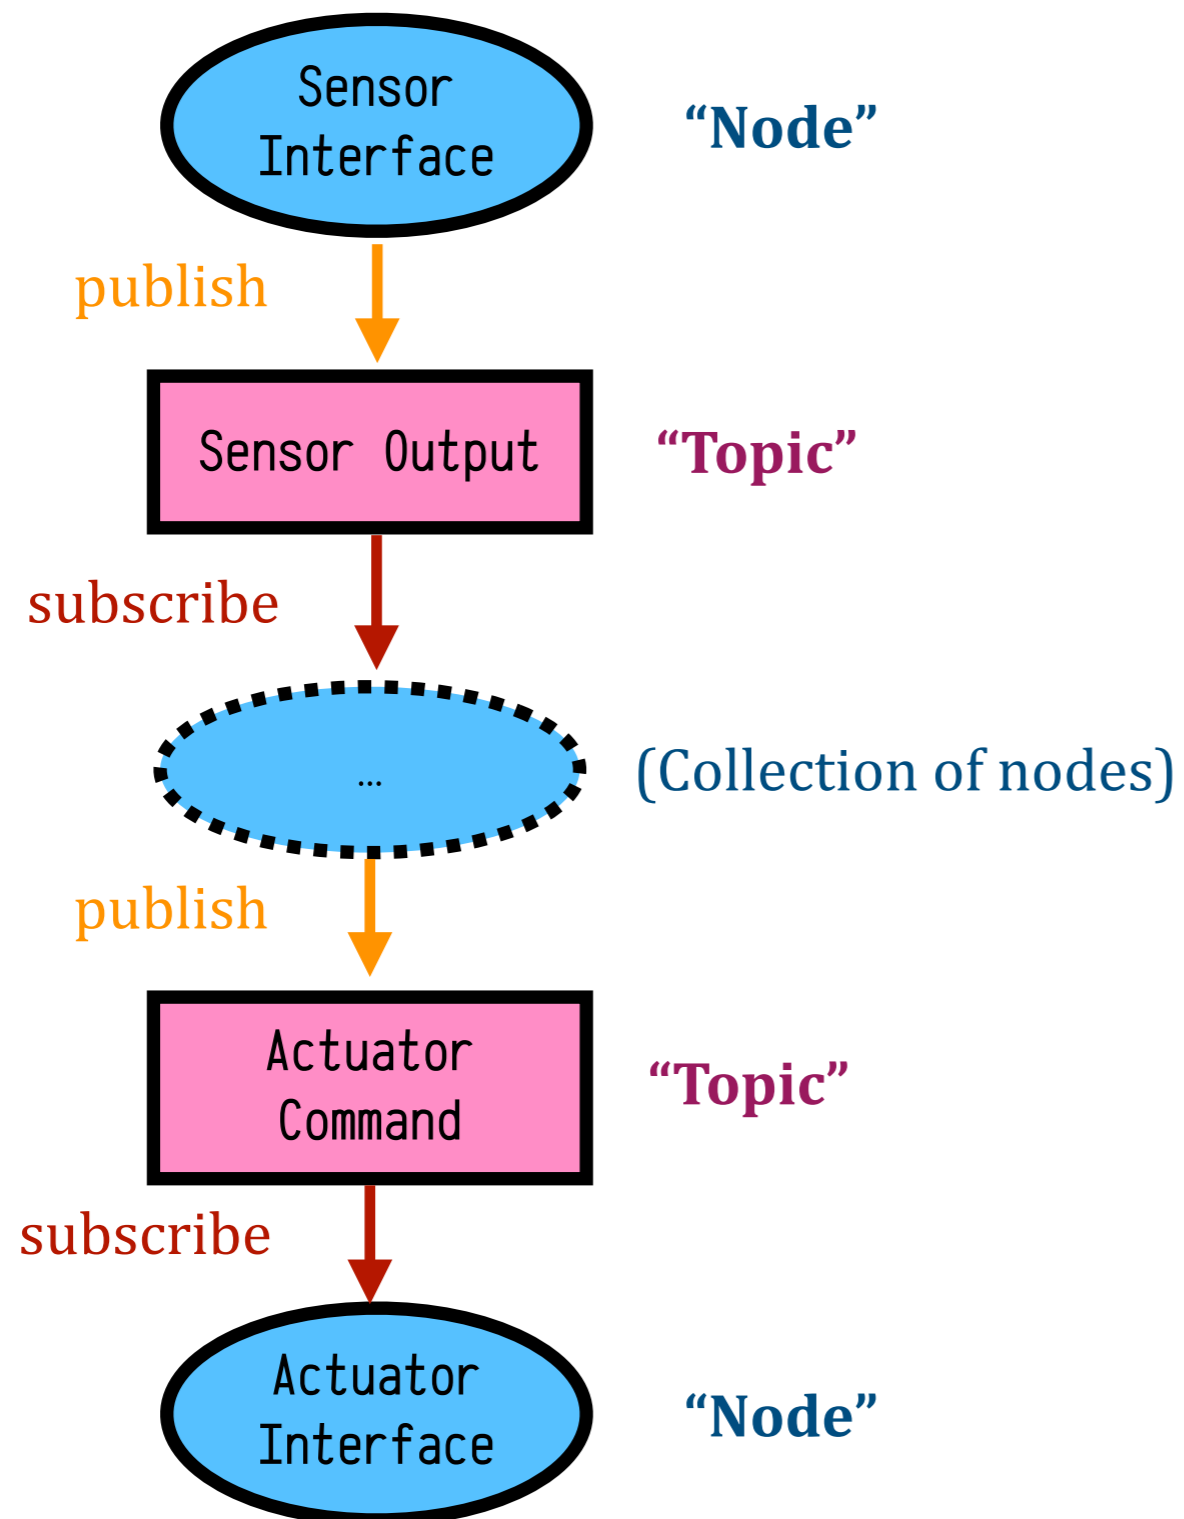 Sensor
Interface
“Node”
publish
Sensor Output
“Topic”
subscribe
...
(Collection of nodes)
publish
Actuator
Command
“Topic”
subscribe
Actuator
Interface
“Node”